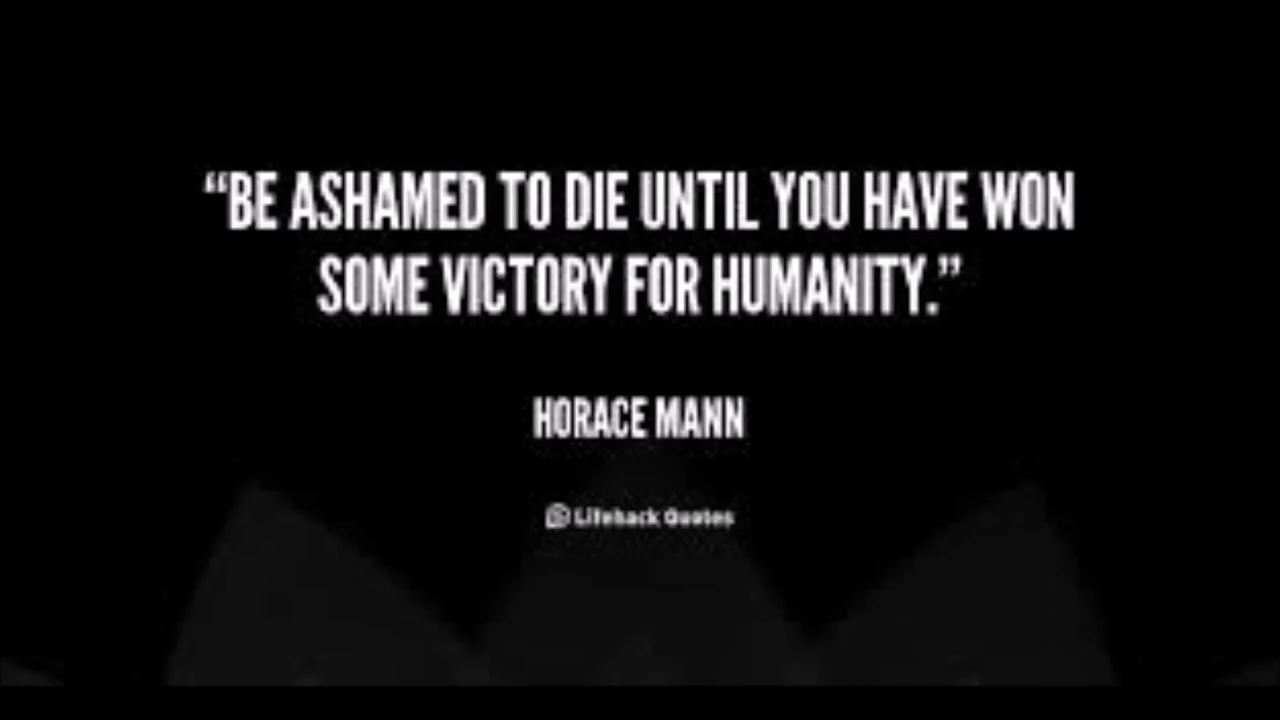 “BE ASHAMED TO DIE UNTIL YOU HAVE WON
SOME VICTORY FOR HUMANITY.”
HORACE MANN
Lifehack Quotes